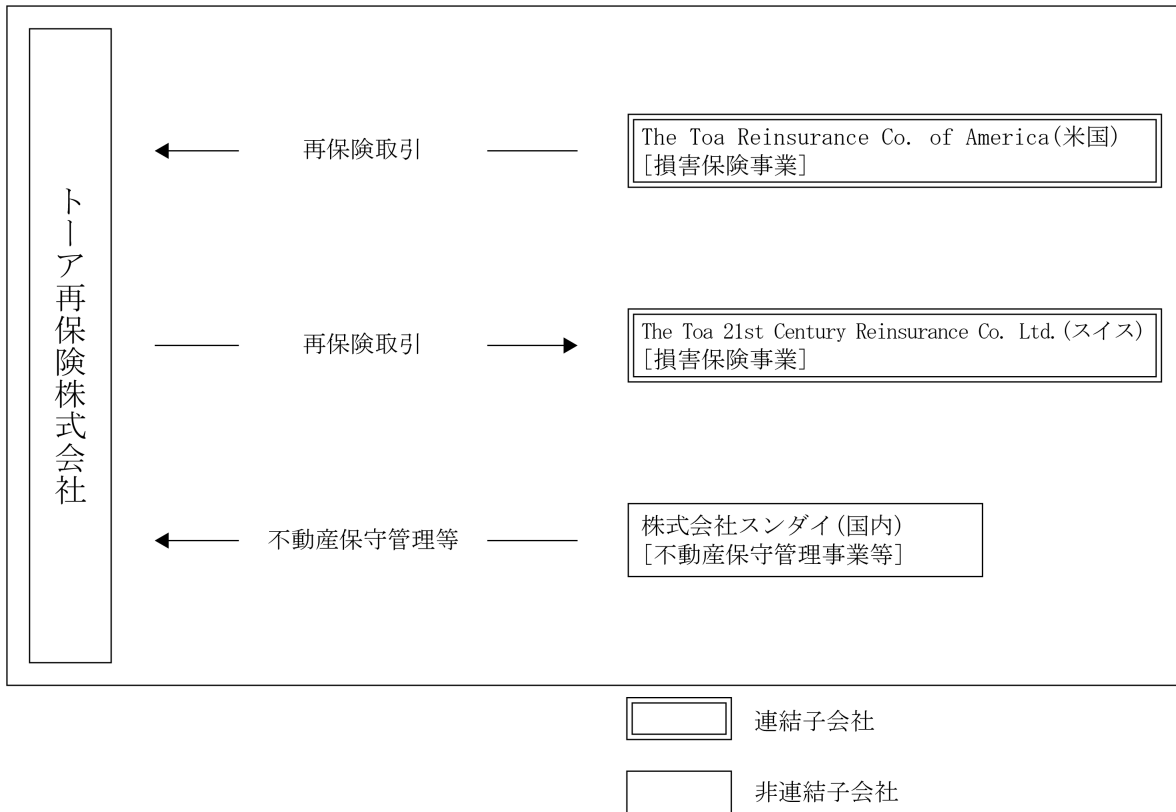 トーア再保険株式会社
再保険取引
The Toa Reinsurance Co. of America(米国)
[損害保険事業]
再保険取引
The Toa 21st Century Reinsurance Co. Ltd.(スイス)
[損害保険事業]
不動産保守管理等
株式会社スンダイ(国内)
[不動産保守管理事業等]
連結子会社
非連結子会社